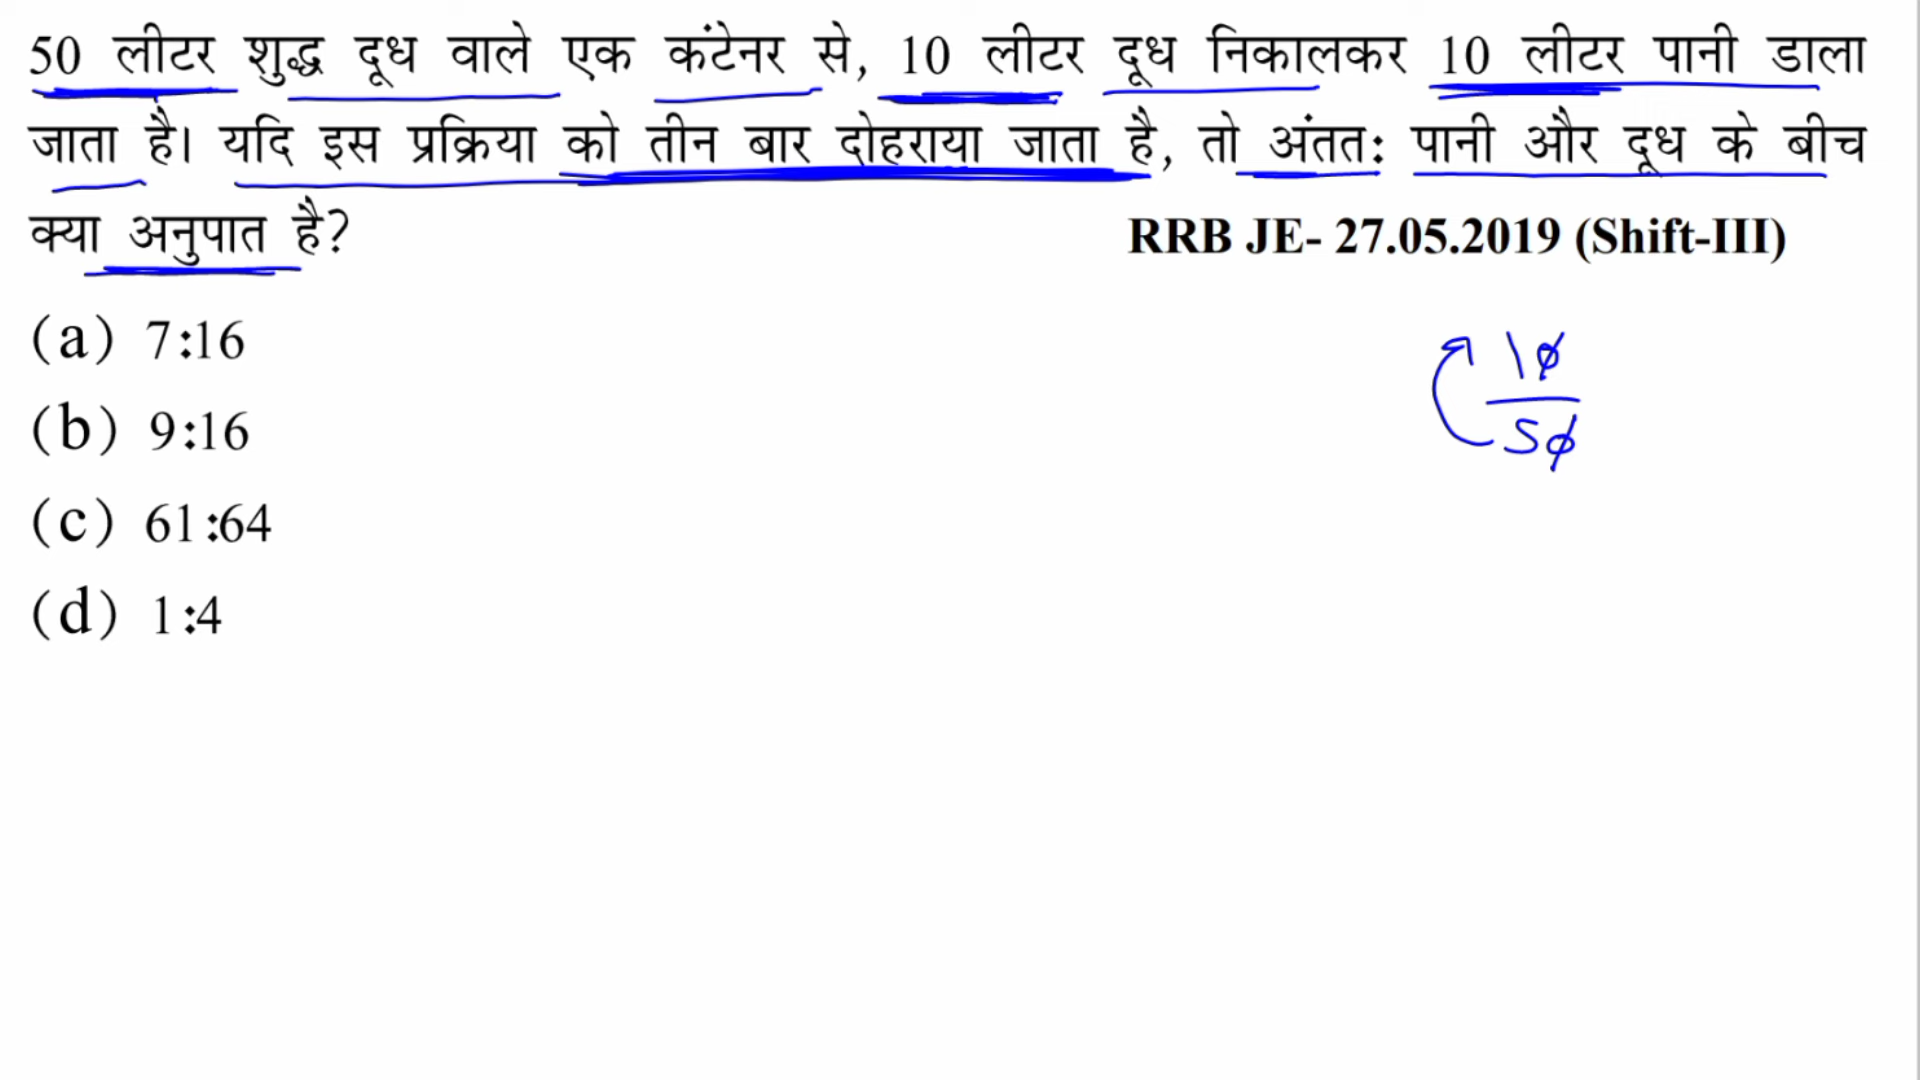 50 लीटर शुद्ध दूध वाले एक कंटेनर से, 10 लीटर दूध निकालकर 10 लीटर पानी डाला
जाता है। यदि इस प्रक्रिया को तीन बार दोहराया जाता है, तो अंततः पानी और दूध के बीच
क्या अनुपात है? RRB JE- 27.05.2019 (Shift-III)
(a) 7:16
(b) 9:16
(c) 61:64
(d) 1:4
10
50